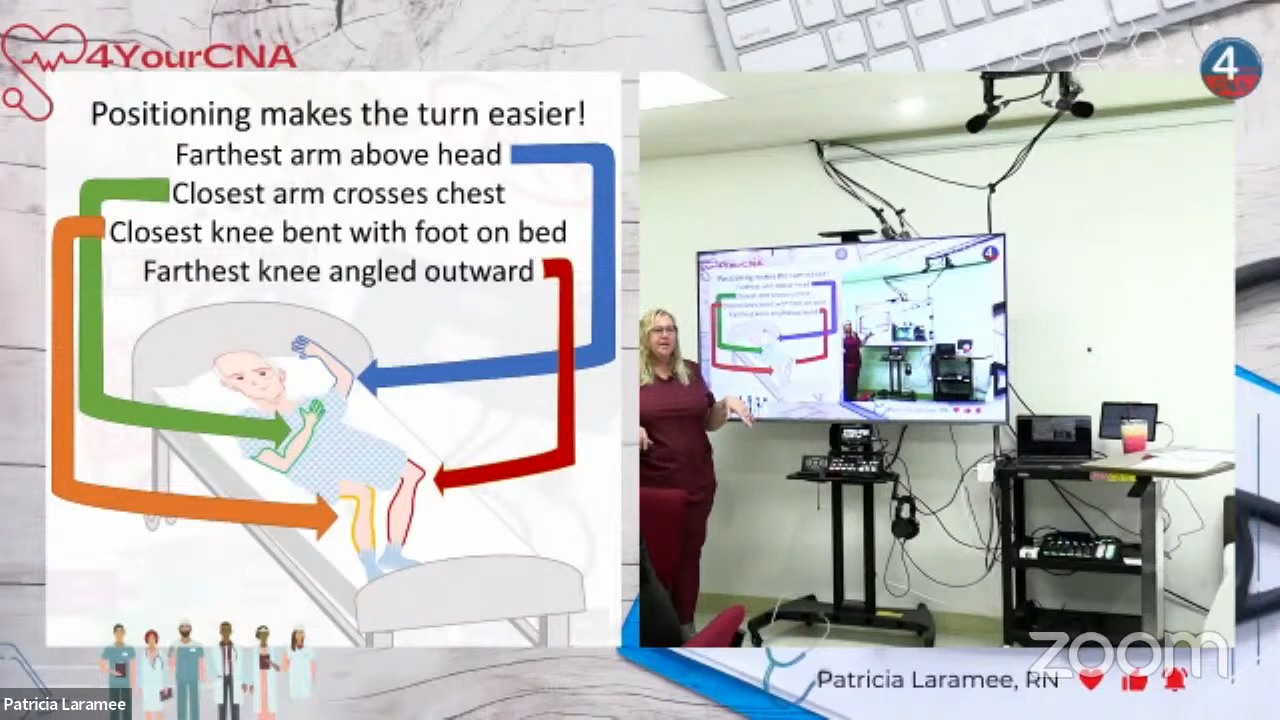 4YourCNA
4
Positioning makes the turn easier!
Farthest arm above head
Closest arm crosses chest
Closest knee bent with foot on bed
Farthest knee angled outward
zoom
Patricia Laramee, RN
Patricia Laramee